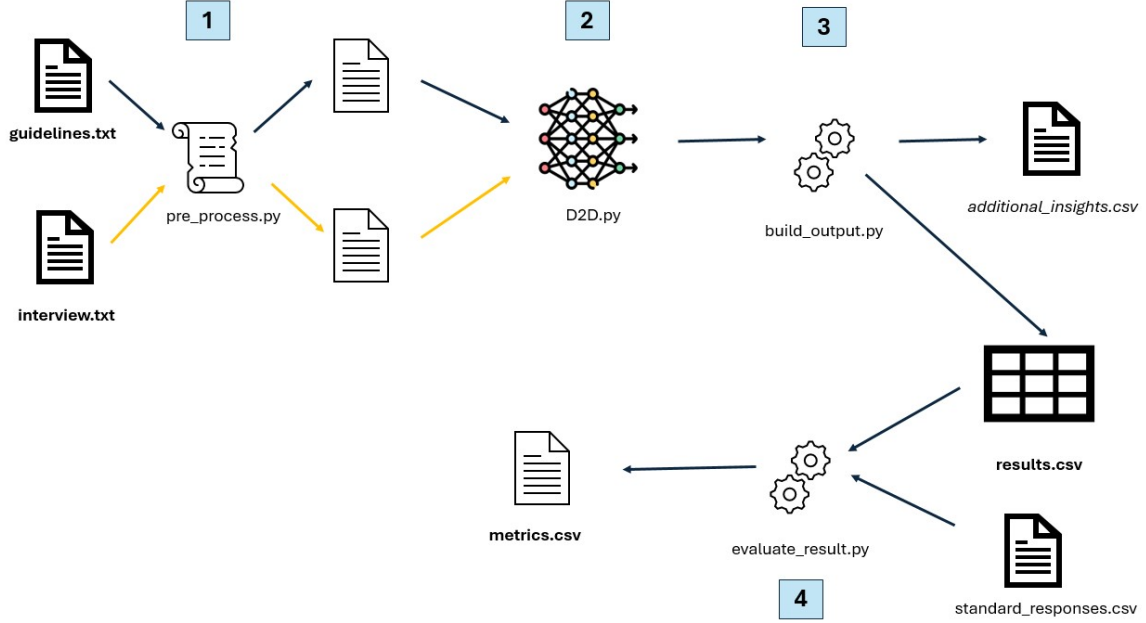 1
2
3
guidelines.txt
pre_process.py
D2D.py
build_output.py
additional_insights.csv
interview.txt
results.csv
metrics.csv
evaluate_result.py
4
standard_responses.csv